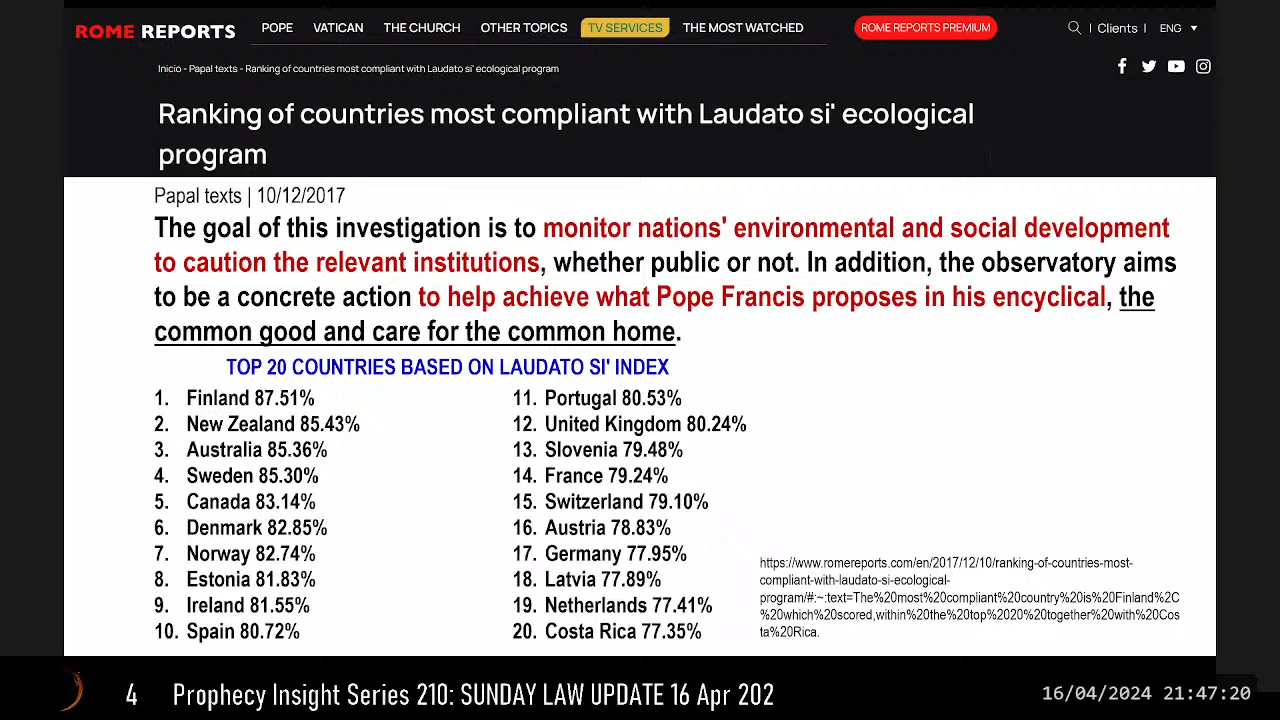 ROME REPORTS
POPE VATICAN THE CHURCH OTHER TOPICS TV SERVICES THE MOST WATCHED ROME REPORTS PREMIUM | Clients | ENG
Inicio - Papal texts - Ranking of countries most compliant with Laudato si' ecological program
Ranking of countries most compliant with Laudato si' ecological
program
Papal texts | 10/12/2017
The goal of this investigation is to monitor nations' environmental and social development
to caution the relevant institutions, whether public or not. In addition, the observatory aims
to be a concrete action to help achieve what Pope Francis proposes in his encyclical, the
common good and care for the common home.
TOP 20 COUNTRIES BASED ON LAUDATO SI' INDEX
1. Finland 87.51%
2. New Zealand 85.43%
3. Australia 85.36%
4. Sweden 85.30%
5. Canada 83.14%
6. Denmark 82.85%
7. Norway 82.74%
8. Estonia 81.83%
9. Ireland 81.55%
10. Spain 80.72%
11. Portugal 80.53%
12. United Kingdom 80.24%
13. Slovenia 79.48%
14. France 79.24%
15. Switzerland 79.10%
16. Austria 78.83%
17. Germany 77.95%
18. Latvia 77.89%
19. Netherlands 77.41%
20. Costa Rica 77.35%
https://www.romereports.com/en/2017/12/10/ranking-of-countries-most-
compliant-with-laudato-si-ecological-
program/#:~:text=The%20most%20compliant%20country%20is%20Finland%2C
%20which%20scored,within%20the%20top%2020%20together%20with%20Cos
ta%20Rica.
4 Prophecy Insight Series 210: SUNDAY LAW UPDATE 16 Apr 202
16/04/2024 21:47:20